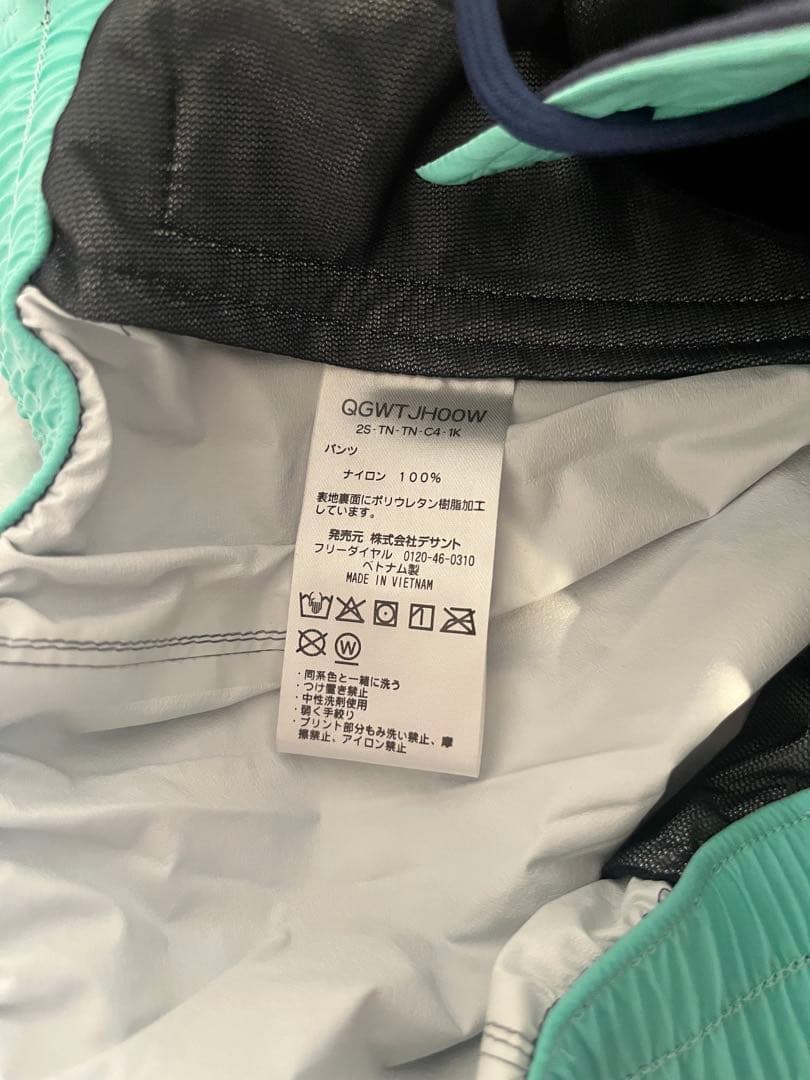 QGWTJH00W
2S-TN-TN-C4-1K
パンツ
ナイロン 100%
表地裏面にポリウレタン樹脂加工
しています。
発売元 株式会社デサント
フリーダイヤル 0120-46-0310
ベトナム製
MADE IN VIETNAM
W
・同系色と一緒に洗う
・つけ置き禁止
・中性洗剤使用
・弱く手絞り
・プリント部分もみ洗い禁止、摩
擦禁止、アイロン禁止